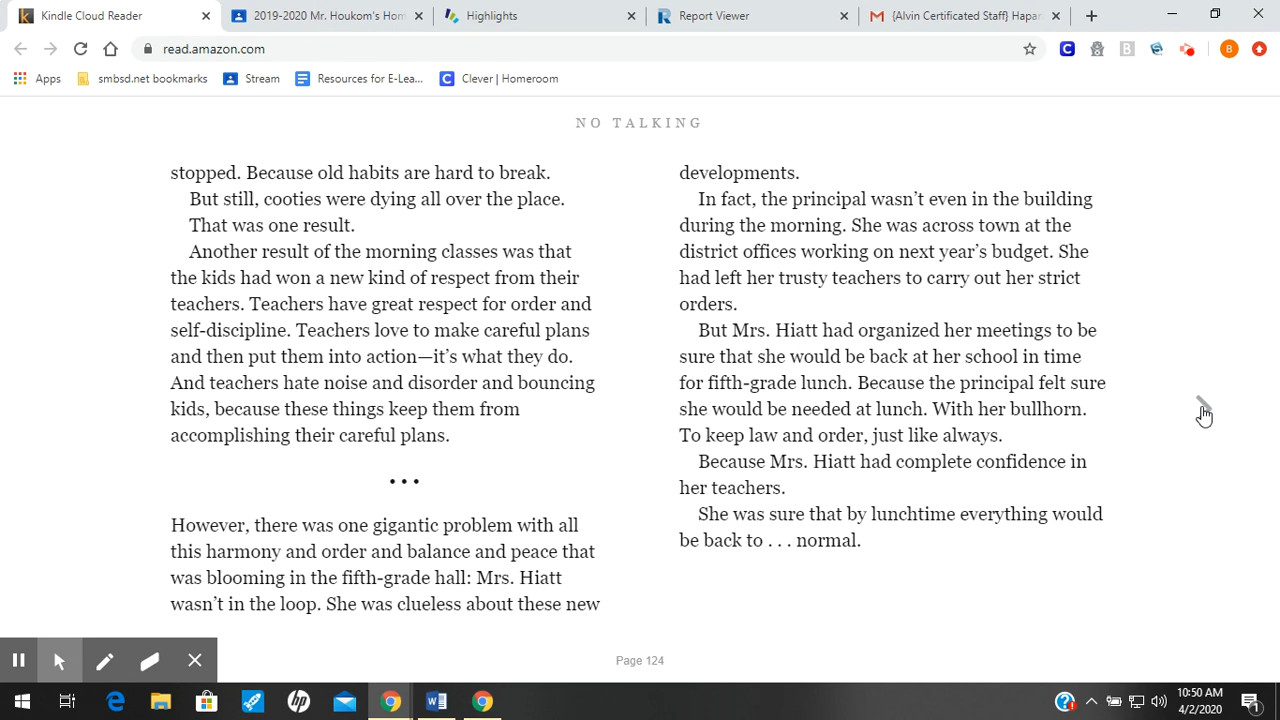 Kindle Cloud Reader
2019-2020 Mr. Houkom's Hom
Highlights
Report Viewer
{Alvin Certificated Staff} Hapar
read.amazon.com
Apps
smbsd.net bookmarks
Stream
Resources for E-Lea...
Clever | Homeroom
NO TALKING
stopped. Because old habits are hard to break.
But still, cooties were dying all over the place.
That was one result.
Another result of the morning classes was that
the kids had won a new kind of respect from their
teachers. Teachers have great respect for order and
self-discipline. Teachers love to make careful plans
and then put them into action—it's what they do.
And teachers hate noise and disorder and bouncing
kids, because these things keep them from
accomplishing their careful plans.
• • •
However, there was one gigantic problem with all
this harmony and order and balance and peace that
was blooming in the fifth-grade hall: Mrs. Hiatt
wasn't in the loop. She was clueless about these new
developments.
In fact, the principal wasn't even in the building
during the morning. She was across town at the
district offices working on next year's budget. She
had left her trusty teachers to carry out her strict
orders.
But Mrs. Hiatt had organized her meetings to be
sure that she would be back at her school in time
for fifth-grade lunch. Because the principal felt sure
she would be needed at lunch. With her bullhorn.
To keep law and order, just like always.
Because Mrs. Hiatt had complete confidence in
her teachers.
She was sure that by lunchtime everything would
be back to . . . normal.
Page 124
10:50 AM
4/2/2020